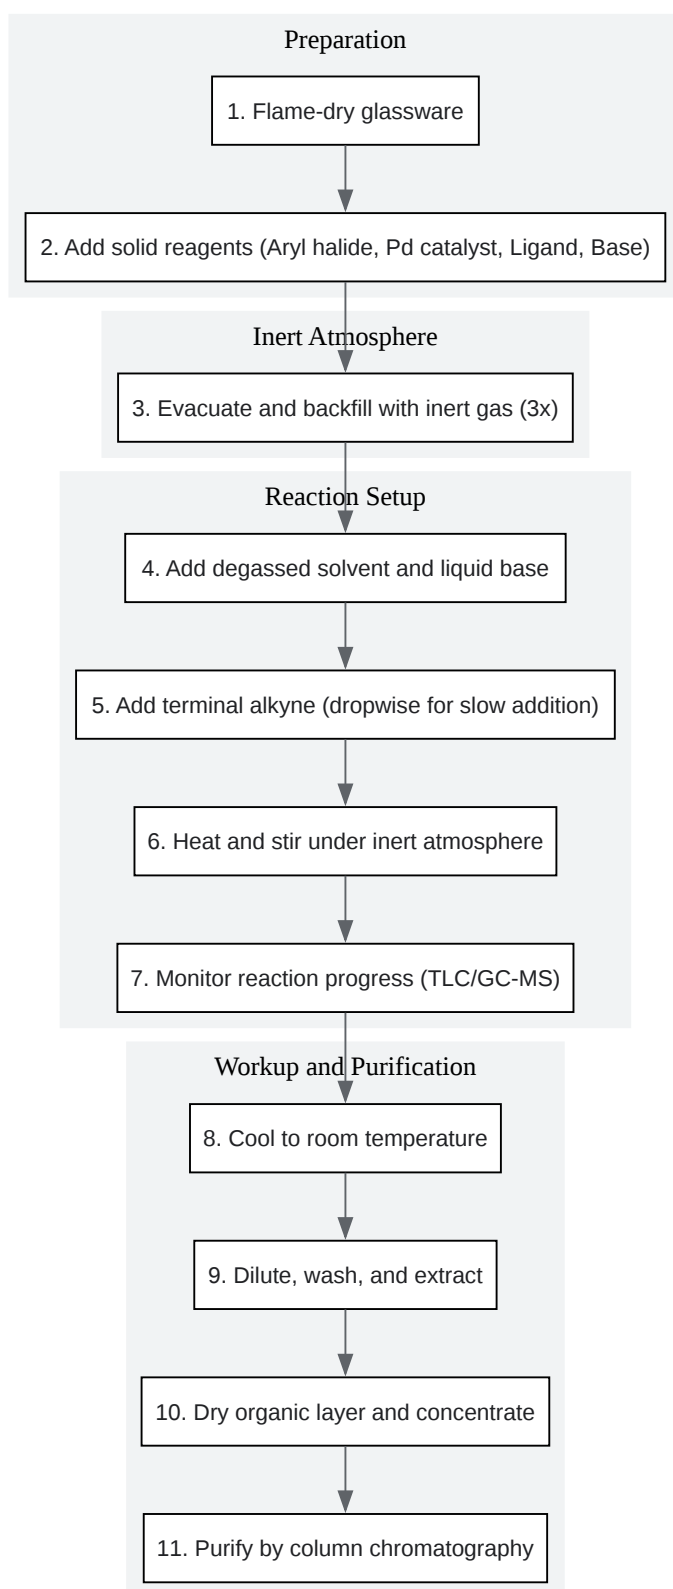 Preparation
1. Flame-dry glassware
2. Add solid reagents (Aryl halide, Pd catalyst, Ligand, Base)
Inert Atmosphere
3. Evacuate and backfill with inert gas (3x)
Reaction Setup
4. Add degassed solvent and liquid base
5. Add terminal alkyne (dropwise for slow addition)
6. Heat and stir under inert atmosphere
7. Monitor reaction progress (TLC/GC-MS)
Workup and Purification
8. Cool to room temperature
9. Dilute, wash, and extract
10. Dry organic layer and concentrate
11. Purify by column chromatography